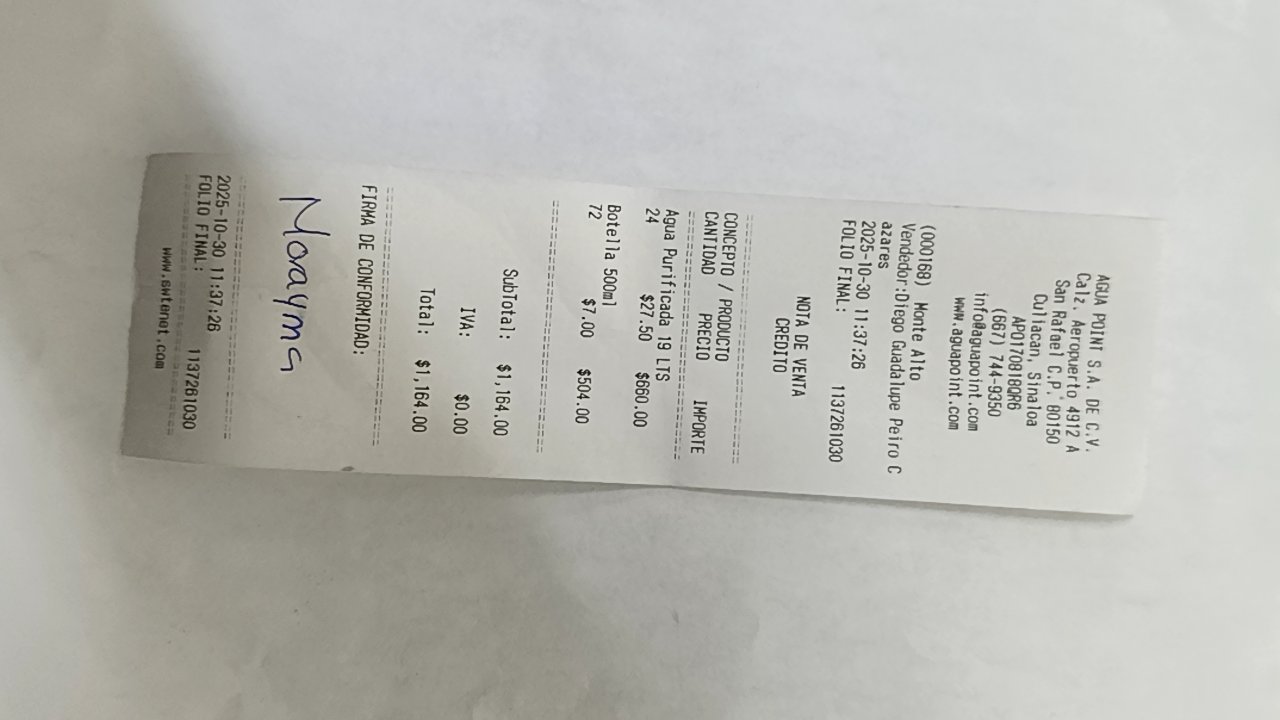 AGUA POINT S.A. DE C.V.
Calz. Aeropuerto 4912 A
San Rafael C.P. 80150
Culiacan, Sinaloa
APO170818QR6
(667) 744-9350
info@aguapoint.com
www.aguapoint.com
(000168) Monte Alto
Vendedor:Diego Guadalupe Peiro C
azares
2025-10-30 11:37:26
FOLIO FINAL: 1137261030
NOTA DE VENTA
CREDITO
CONCEPTO / PRODUCTO
CANTIDAD PRECIO IMPORTE
Agua Purificada 19 LTS
24 $27.50 $660.00
Botella 500ml
72 $7.00 $504.00
SubTotal: $1,164.00
IVA: $0.00
Total: $1,164.00
FIRMA DE CONFORMIDAD:
Morayma
2025-10-30 11:37:26
FOLIO FINAL: 1137261030
www.ewtenet.com